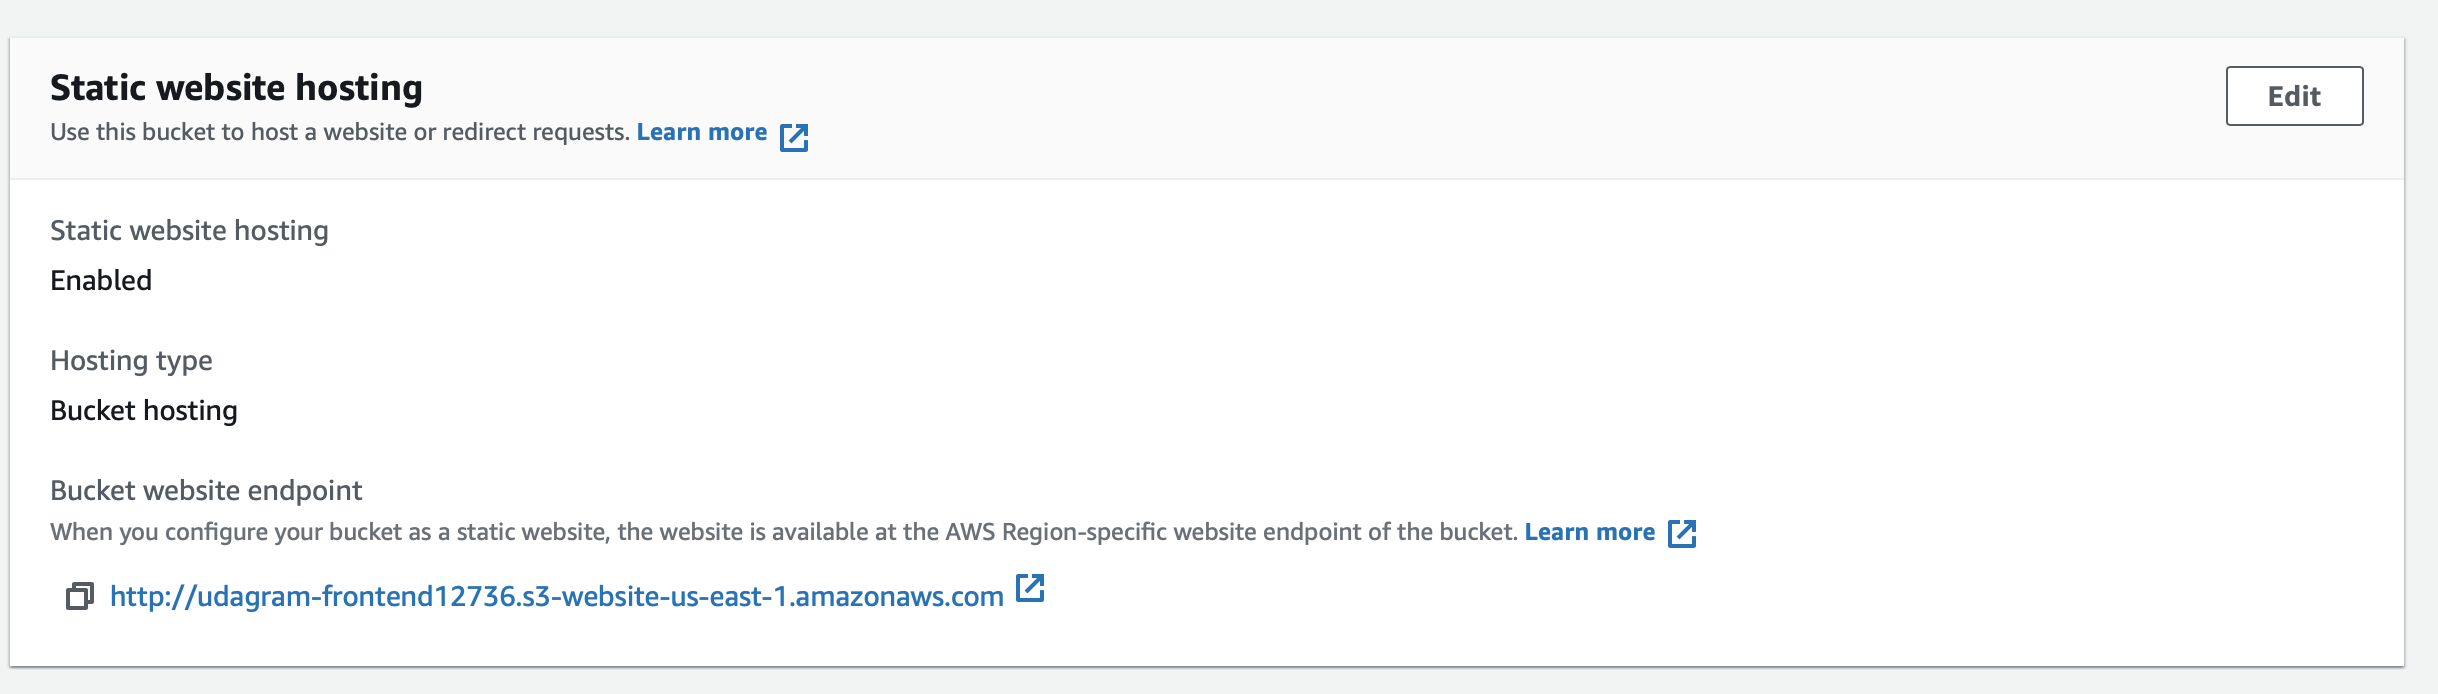 Static website hosting
Edit
Use this bucket to host a website or redirect requests. Learn more
Static website hosting
Enabled
Hosting type
Bucket hosting
Bucket website endpoint
When you configure your bucket as a static website, the website is available at the AWS Region-specific website endpoint of the bucket. Learn more
http://udagram-frontend12736.s3-website-us-east-1.amazonaws.com